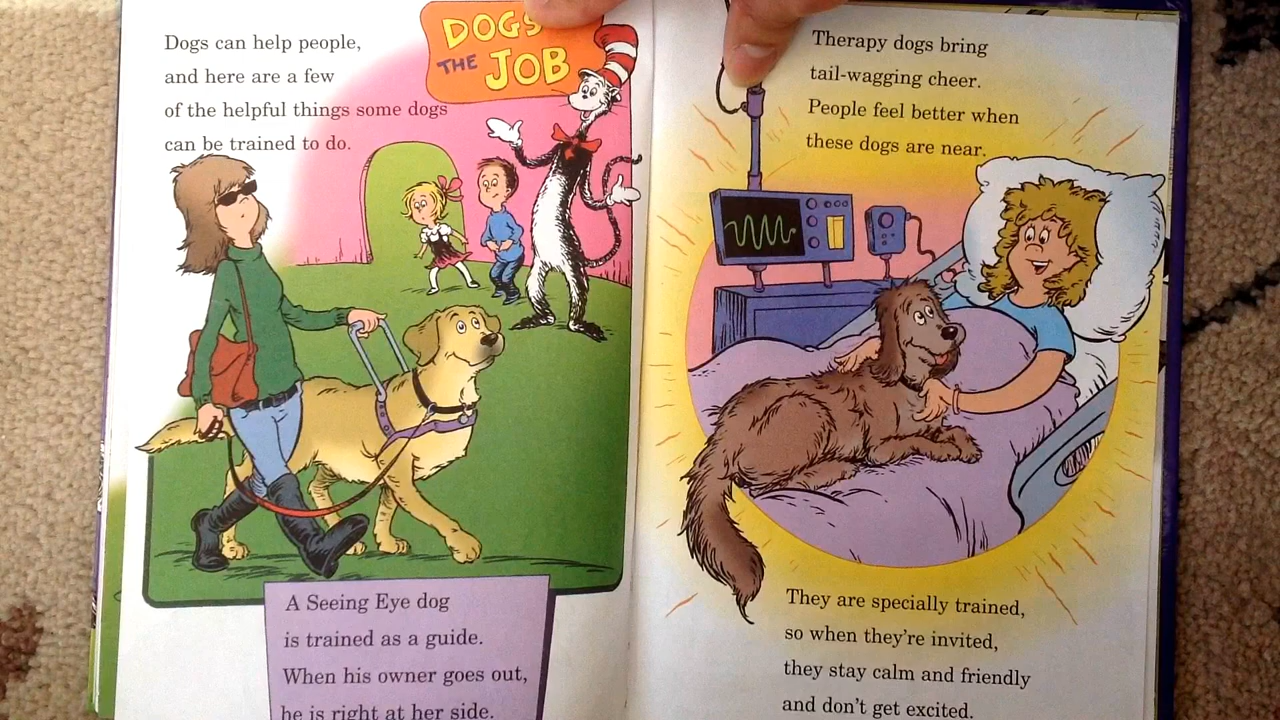 Dogs can help people,
and here are a few
of the helpful things some dogs
can be trained to do.
DOGS
THE JOB
A Seeing Eye dog
is trained as a guide.
When his owner goes out,
he is right at her side.
Therapy dogs bring
tail-wagging cheer.
People feel better when
these dogs are near.
They are specially trained,
so when they're invited,
they stay calm and friendly
and don't get excited.